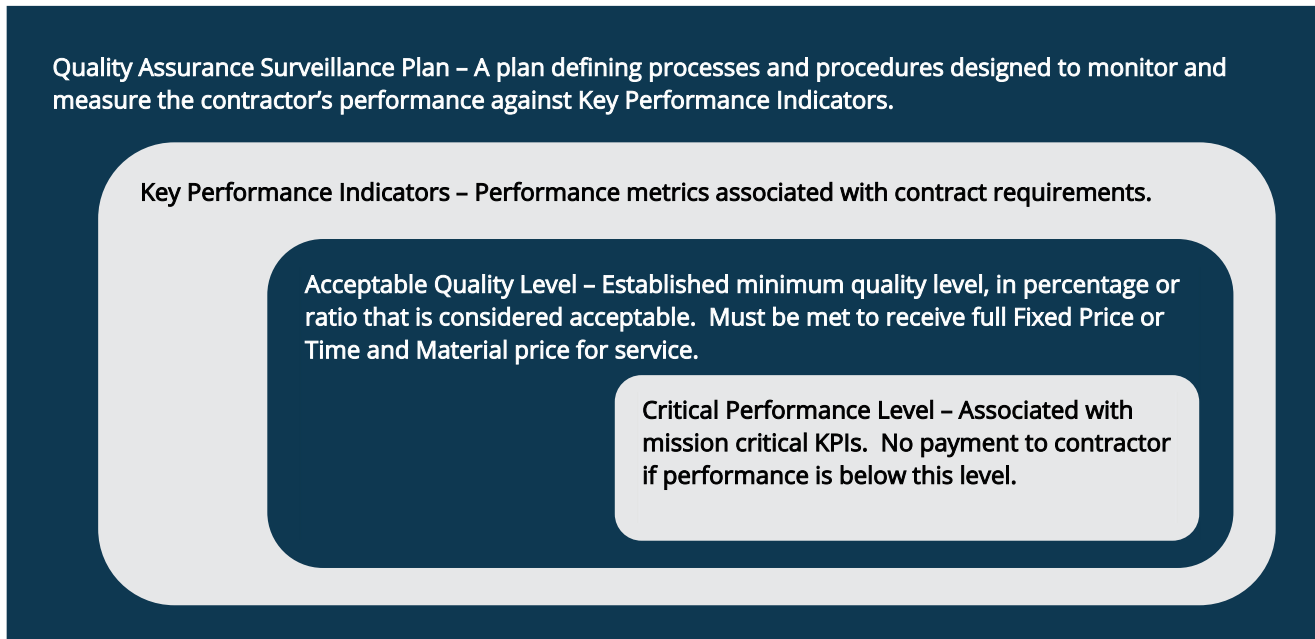 Quality Assurance Surveillance Plan – A plan defining processes and procedures designed to monitor and
measure the contractor’s performance against Key Performance Indicators.
Key Performance Indicators – Performance metrics associated with contract requirements.
Acceptable Quality Level – Established minimum quality level, in percentage or
ratio that is considered acceptable.  Must be met to receive full Fixed Price or
Time and Material price for service.
Critical Performance Level – Associated with
mission critical KPIs.  No payment to contractor
if performance is below this level.